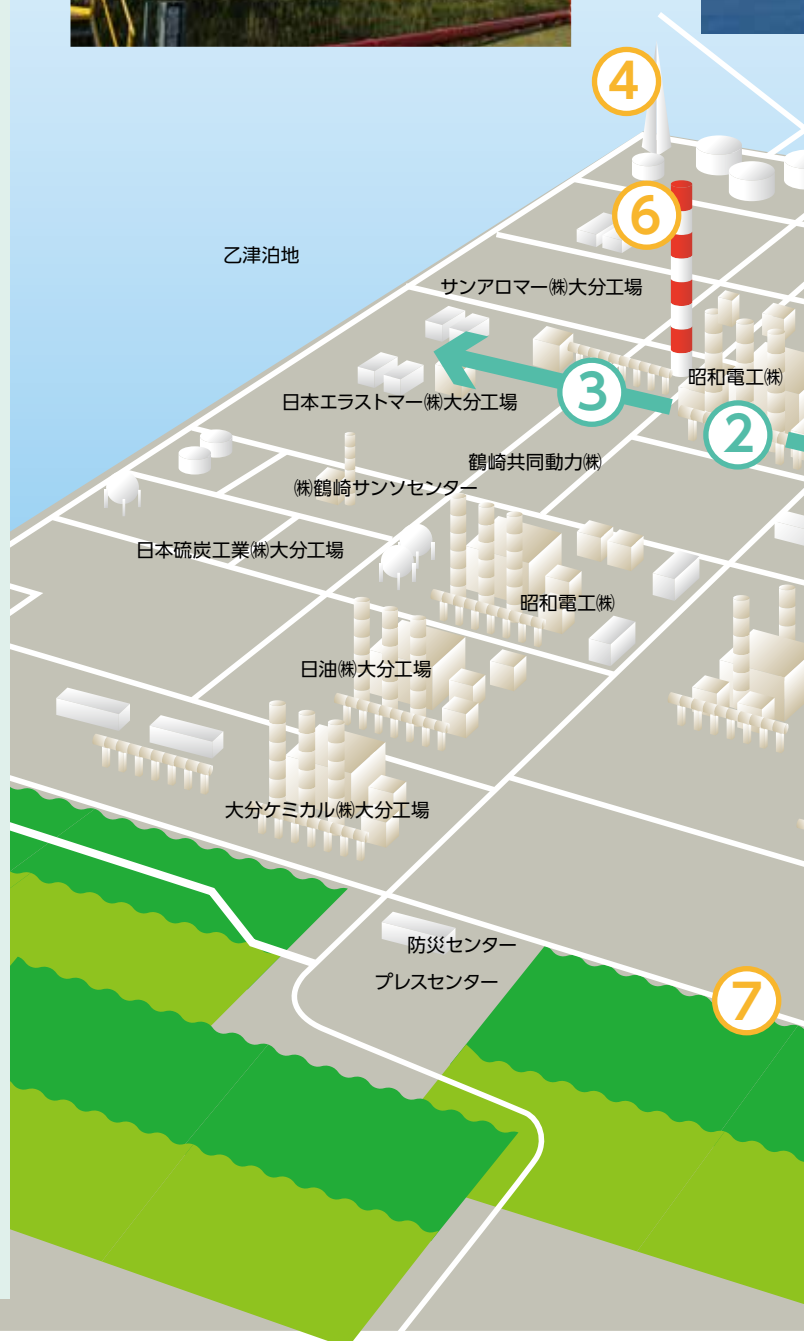 ④
⑥
乙津泊地
サンアロマー㈱大分工場
昭和電工㈱
③
日本エラストマー㈱大分工場
②
鶴崎共同動力㈱
㈱鶴崎サンソセンター
日本硫炭工業㈱大分工場
昭和電工㈱
日油㈱大分工場
大分ケミカル㈱大分工場
防災センター
プレスセンター
⑦